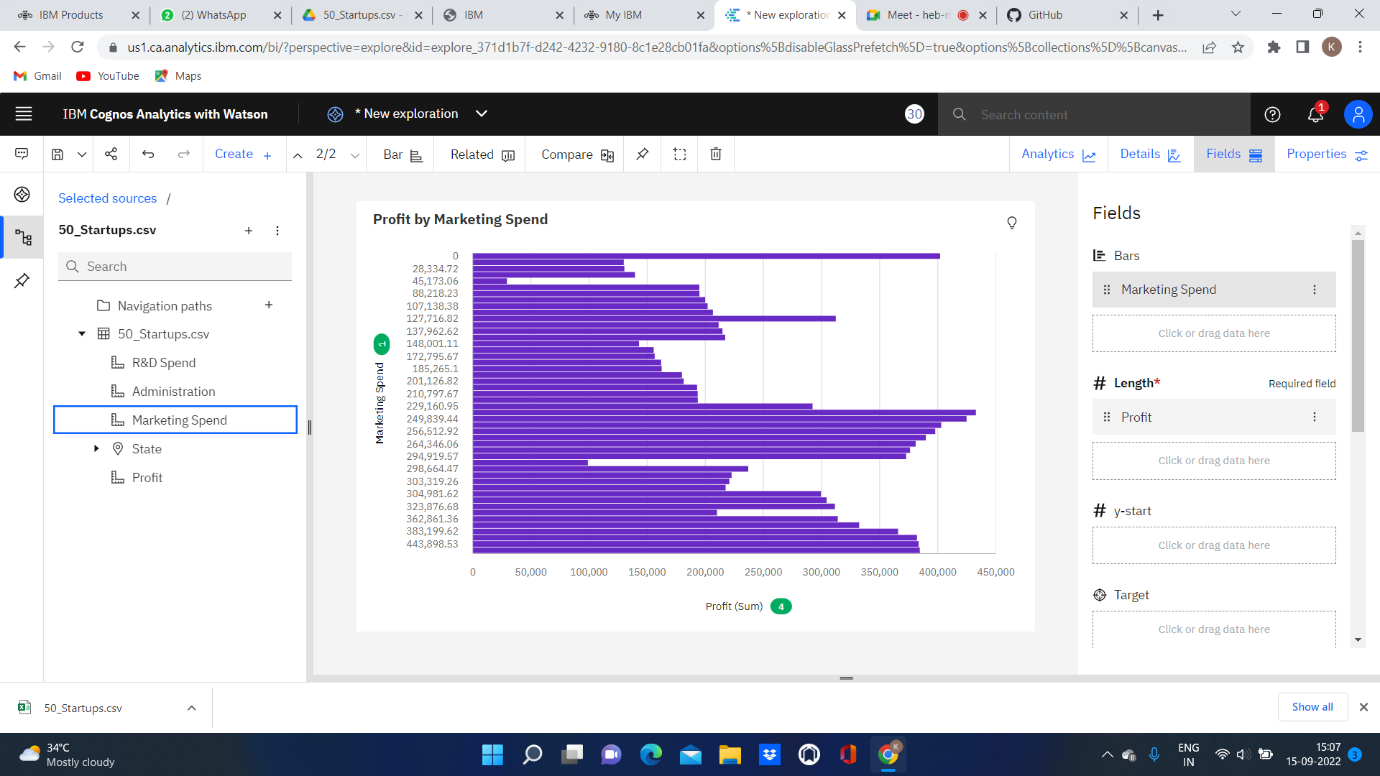 IBM Products
2
(2) WhatsApp
50_Startups.csv -
IBM
My IBM
* New exploration
Meet - heb-m
GitHub
us1.ca.analytics.ibm.com/bi/?perspective=explore&id=explore_371d1b7f-d242-4232-9180-8c1e28cb01fa&options%5BdisableGlassPrefetch%5D=true&options%5Bcollections%5D%5Bcanvas...
K
Gmail
YouTube
Maps
IBM Cognos Analytics with Watson
* New exploration
30
Search content
1
Create +
2/2
Bar
Related
Compare
Analytics
Details
Fields
Properties
Selected sources /
50_Startups.csv
Search
Navigation paths
50_Startups.csv
R&D Spend
Administration
Marketing Spend
State
Profit
Profit by Marketing Spend
Marketing Spend
0
28,334.72
45,173.06
88,218.23
107,138.38
127,716.82
137,962.62
148,001.11
172,795.67
185,265.1
201,126.82
210,797.67
229,160.95
249,839.44
256,512.92
264,346.06
294,919.57
298,664.47
303,319.26
304,981.62
323,876.68
362,861.36
383,199.62
443,898.53
0
50,000
100,000
150,000
200,000
250,000
300,000
350,000
400,000
450,000
Profit (Sum) 4
Fields
Bars
Marketing Spend
Click or drag data here
# Length* Required field
Profit
Click or drag data here
# y-start
Click or drag data here
Target
Click or drag data here
50_Startups.csv
Show all
34°C
Mostly cloudy
K
ENG
IN
15:07
15-09-2022
3